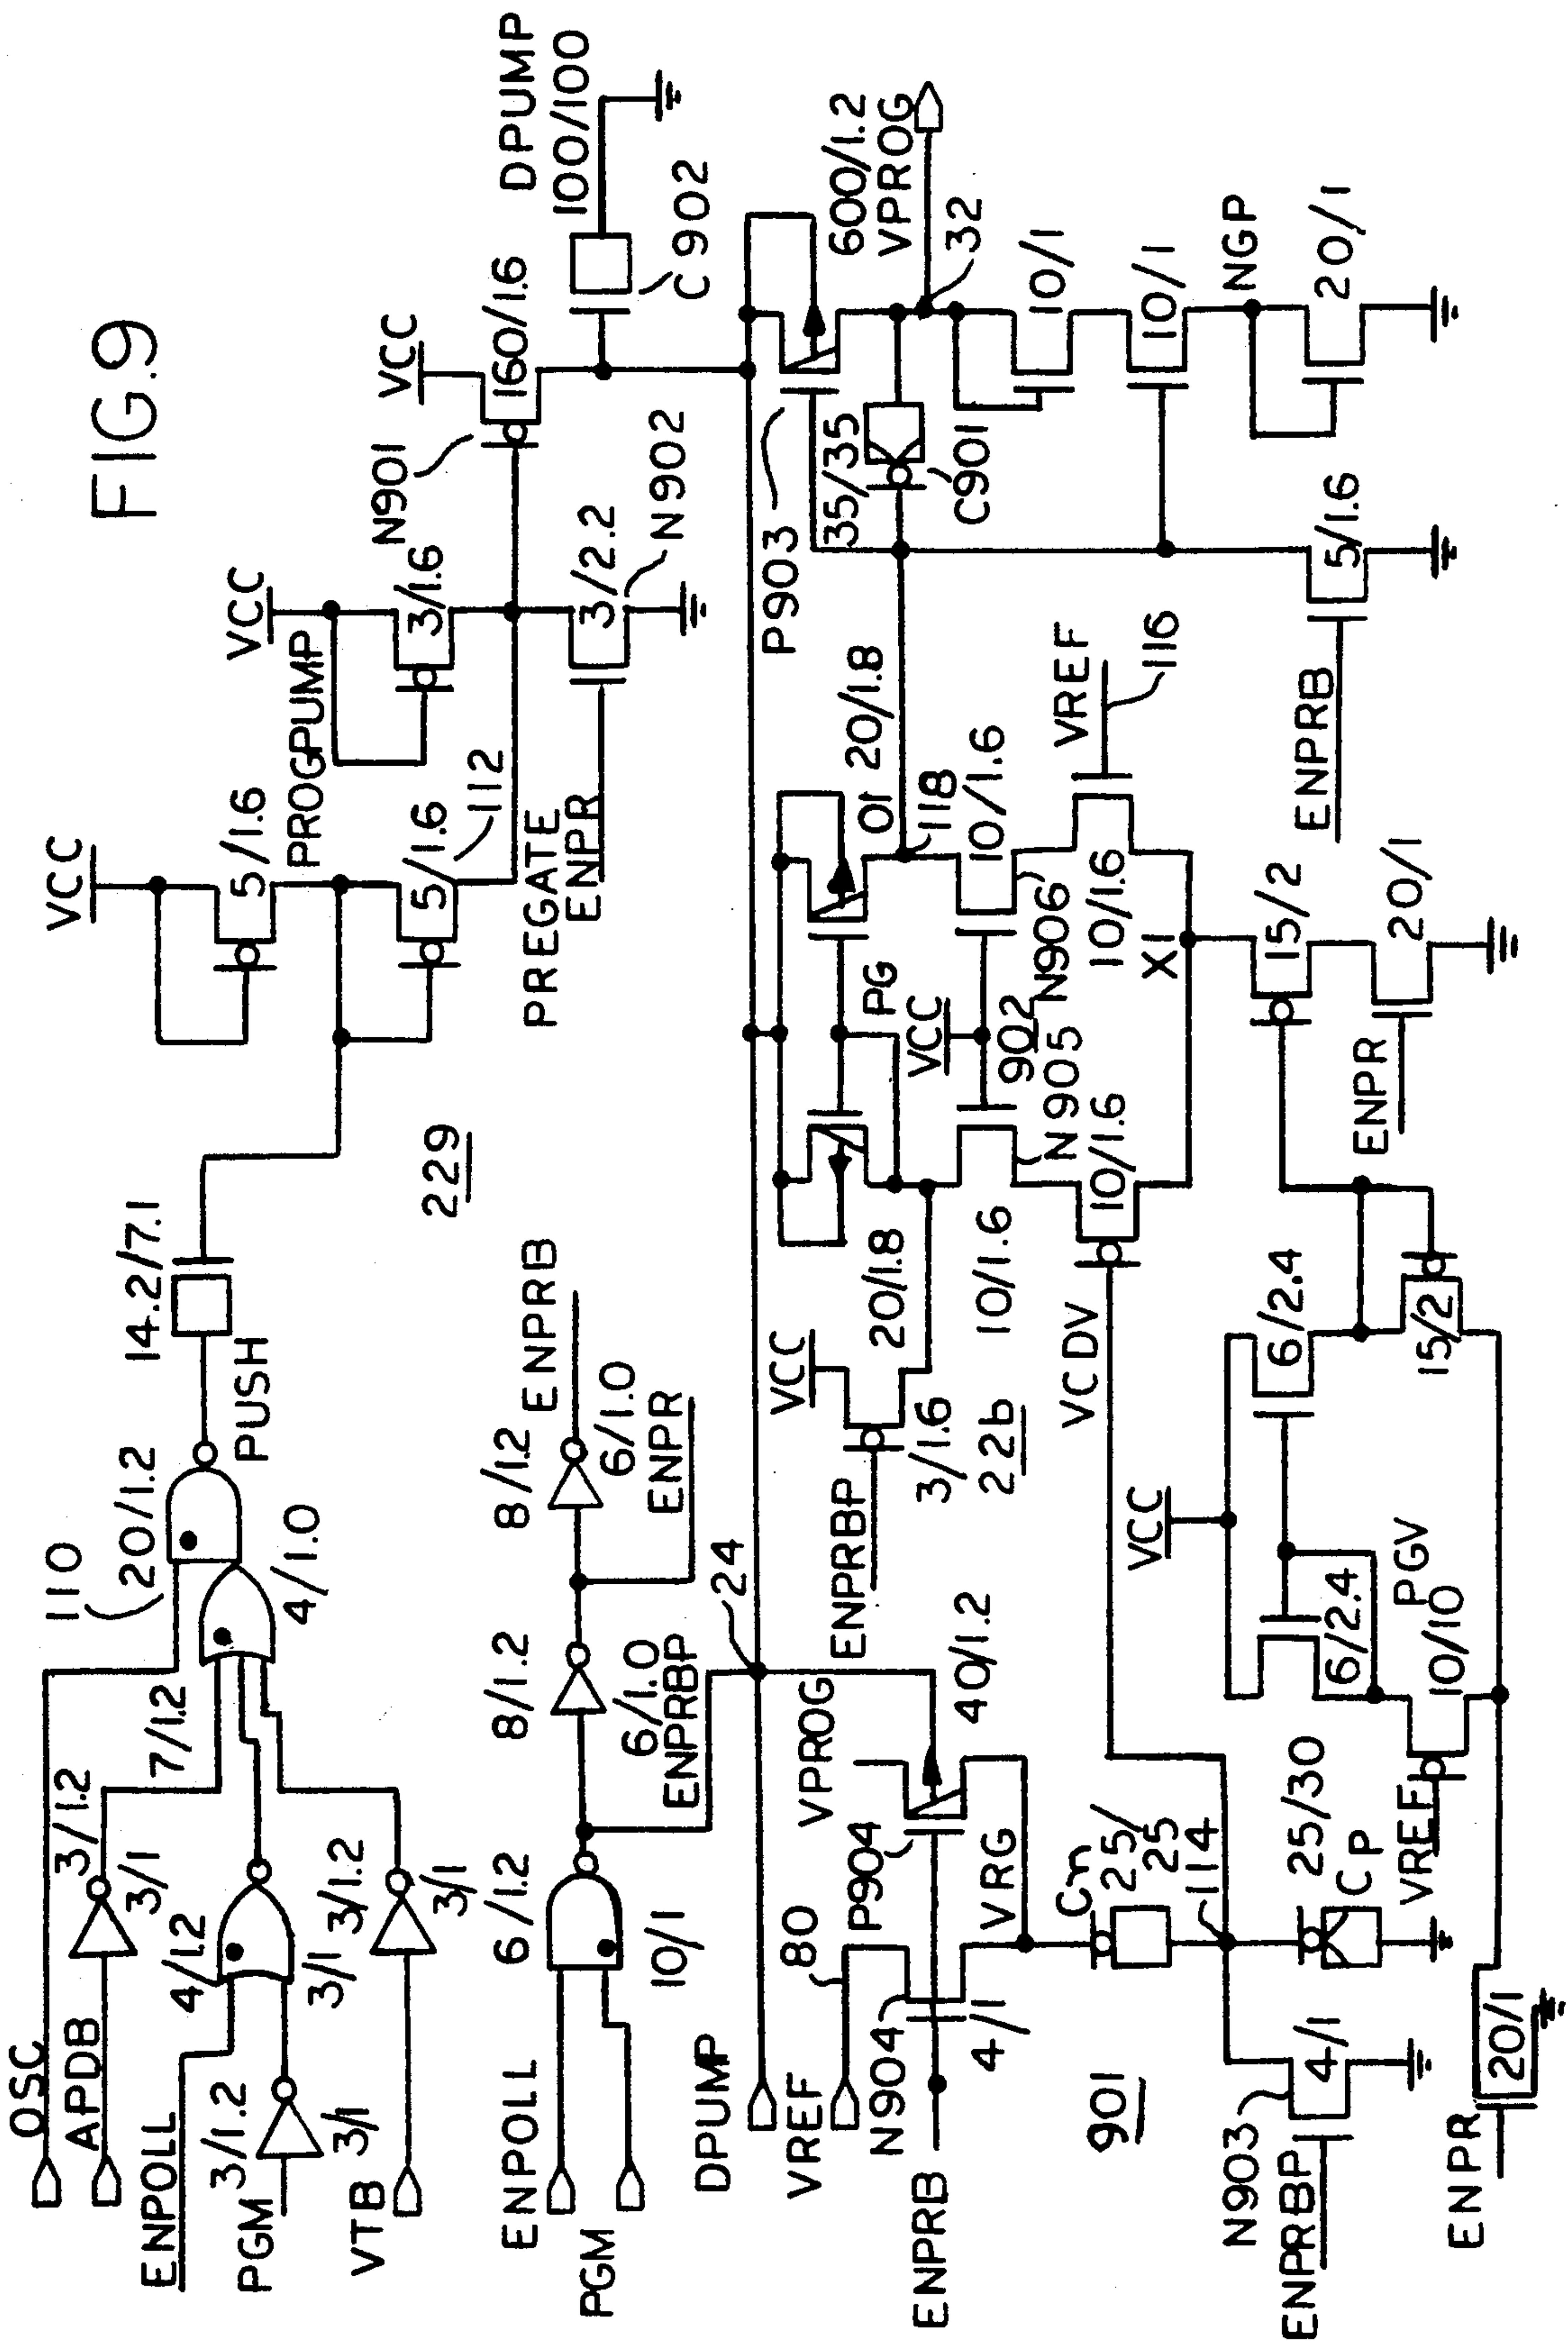 FIG.9
OSC
APDB
3/1.2
3/1
ENPOLL
PGM
3/1.2
3/1
4/1.2
3/1
VTB
3/1.2
3/1
7/1.2
4/1.0
110
20/1.2
PUSH
14.2/7.1
229
VCC
5/1.6
PROGPUMP
5/1.6
112
VCC
3/1.6
PREGATE
ENPR
3/2.2
N902
N901
VCC
160/1.6
DPUMP
100/100
C902
ENPOLL
PGM
6/1.2
10/1
8/1.2
6/1.0
ENPRBP
8/1.2
6/1.0
ENPRB
ENPR
DPUMP
24
VREF
80
N904
4/1
ENPRB
VPROG
P904
40/1.2
VRG
Cn
25/
25
114
25/30
CP
901
N903
4/1
ENPRBP
ENPR
20/1
VREF
10/10
PGV
6/2.4
VCC
6/2.4
15/2
VCDV
ENPRBP
VCC
3/1.6
22b
20/1.8
10/1.6
N905
10/1.6
PG
VCC
902
N906
10/1.6
10/1.6
X1
15/2
ENPR
20/1
O1
20/1.8
118
VREF
116
P903
35/35
C901
600/1.2
VPROG
32
10/1
10/1
NGP
20/1
ENPRB
5/1.6